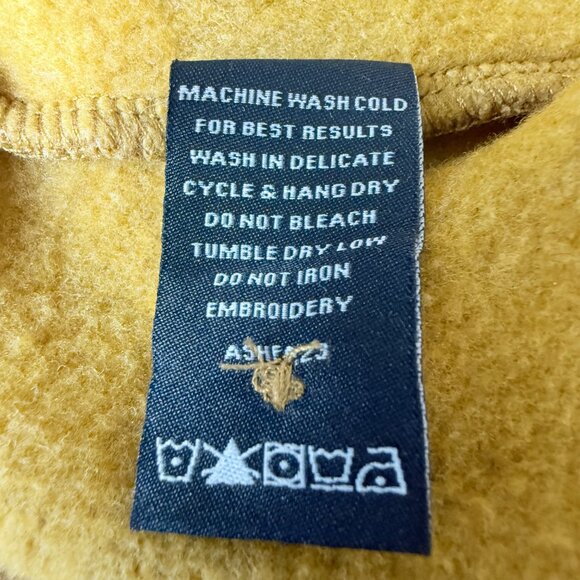 MACHINE WASH COLD
FOR BEST RESULTS
WASH IN DELICATE
CYCLE & HANG DRY
DO NOT BLEACH
TUMBLE DRY LOW
DO NOT IRON
EMBROIDERY